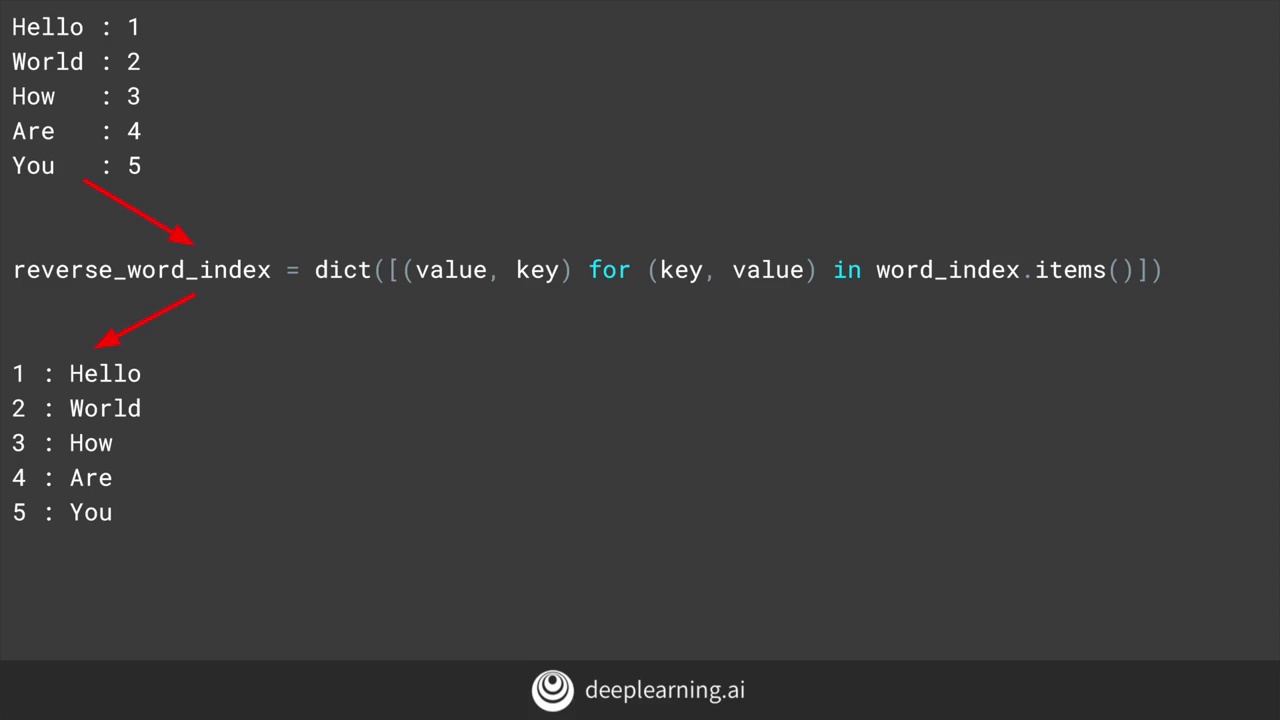 Hello : 1
World : 2
How   : 3
Are   : 4
You   : 5
reverse_word_index = dict([(value, key) for (key, value) in word_index.items()])
1 : Hello
2 : World
3 : How
4 : Are
5 : You
deeplearning.ai